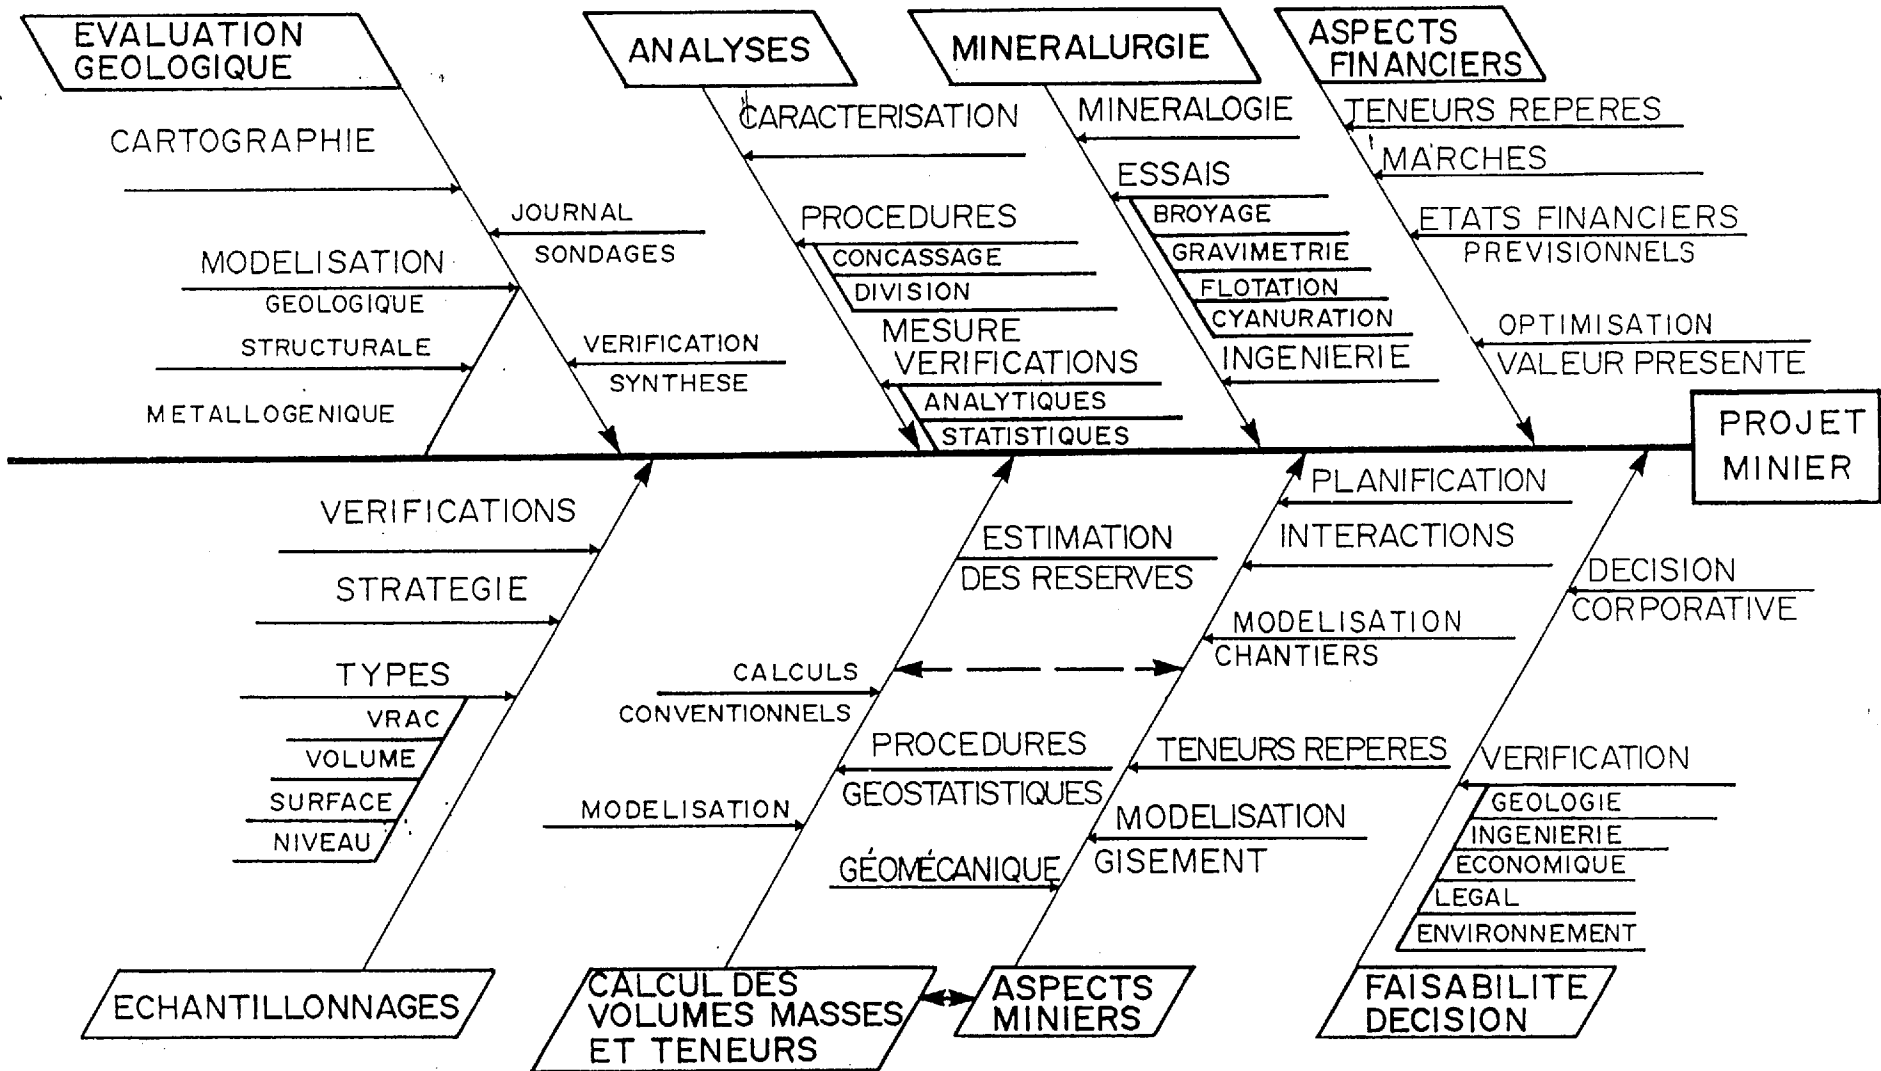 EVALUATION
GEOLOGIQUE
CARTOGRAPHIE
JOURNAL
SONDAGES
MODELISATION
GEOLOGIQUE
STRUCTURALE
METALLOGENIQUE
VERIFICATION
SYNTHESE
ANALYSES
CARACTERISATION
PROCEDURES
CONCASSAGE
DIVISION
MESURE
VERIFICATIONS
ANALYTIQUES
STATISTIQUES
MINERALURGIE
MINERALOGIE
ESSAIS
BROYAGE
GRAVIMETRIE
FLOTATION
CYANURATION
INGENIERIE
ASPECTS
FINANCIERS
TENEURS REPERES
MARCHES
ETATS FINANCIERS
PREVISIONNELS
OPTIMISATION
VALEUR PRESENTE
PROJET
MINIER
VERIFICATIONS
STRATEGIE
TYPES
VRAC
VOLUME
SURFACE
NIVEAU
ECHANTILLONNAGES
ESTIMATION
DES RESERVES
CALCULS
CONVENTIONNELS
PROCEDURES
GEOSTATISTIQUES
MODELISATION
CALCUL DES
VOLUMES MASSES
ET TENEURS
PLANIFICATION
INTERACTIONS
MODELISATION
CHANTIERS
TENEURS REPERES
MODELISATION
GISEMENT
GÉOMÉCANIQUE
ASPECTS
MINIERS
DECISION
CORPORATIVE
VERIFICATION
GEOLOGIE
INGENIERIE
ECONOMIQUE
LEGAL
ENVIRONNEMENT
FAISABILITE
DECISION